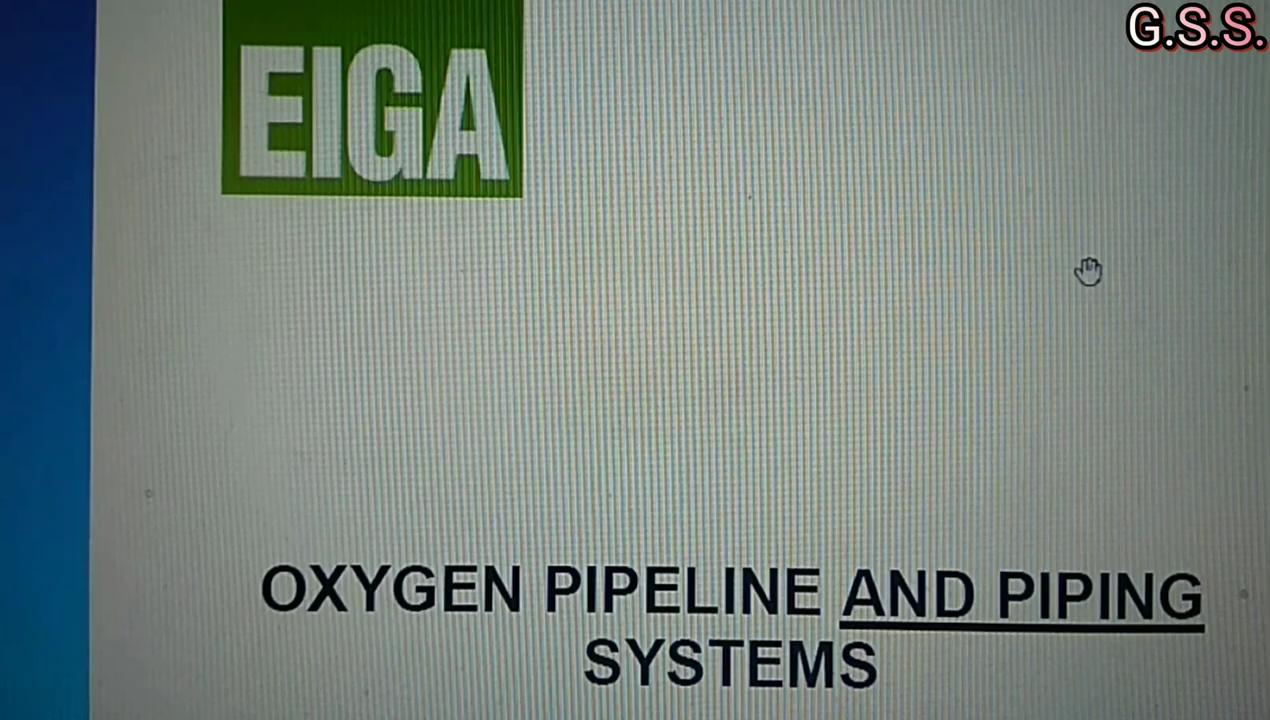 G.S.S.
EIGA
OXYGEN PIPELINE AND PIPING
SYSTEMS